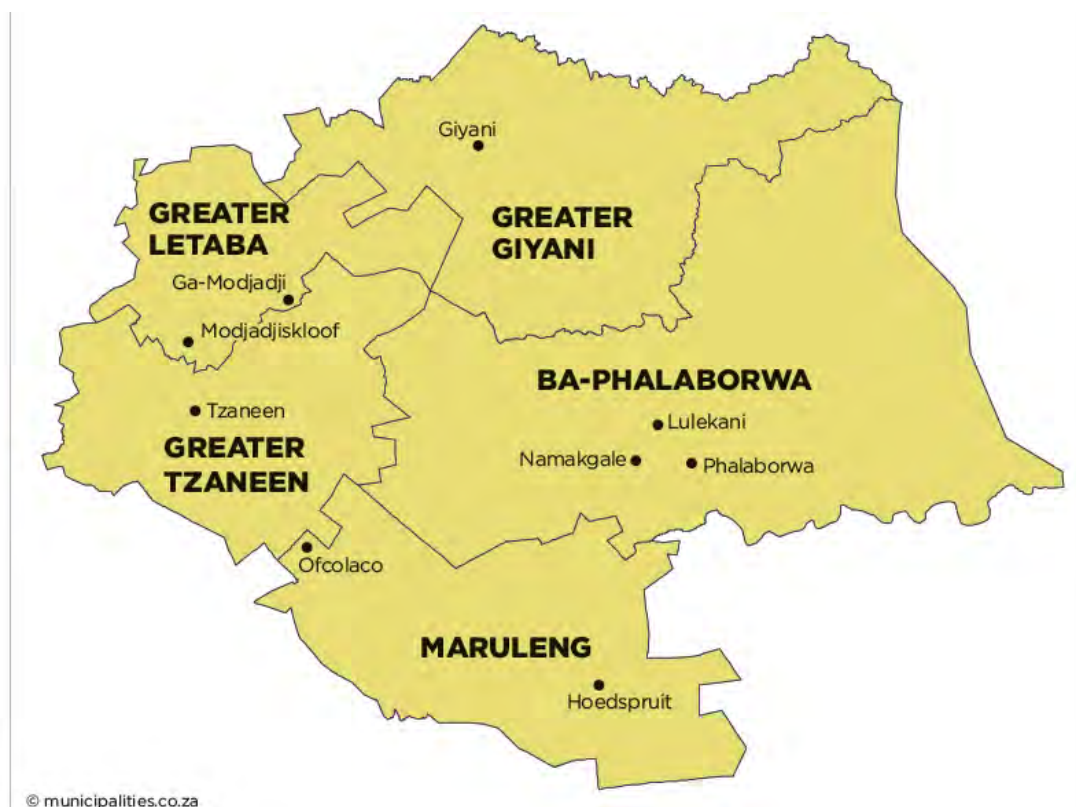 Giyani
GREATER
LETABA
GREATER
GIYANI
Ga-Modjadji
Modjadjiskloof
BA-PHALABORWA
Tzaneen
Lulekani
GREATER
TZANEEN
Namakgale
Phalaborwa
Ofcolaco
MARULENG
Hoedspruit
© municipalities.co.za